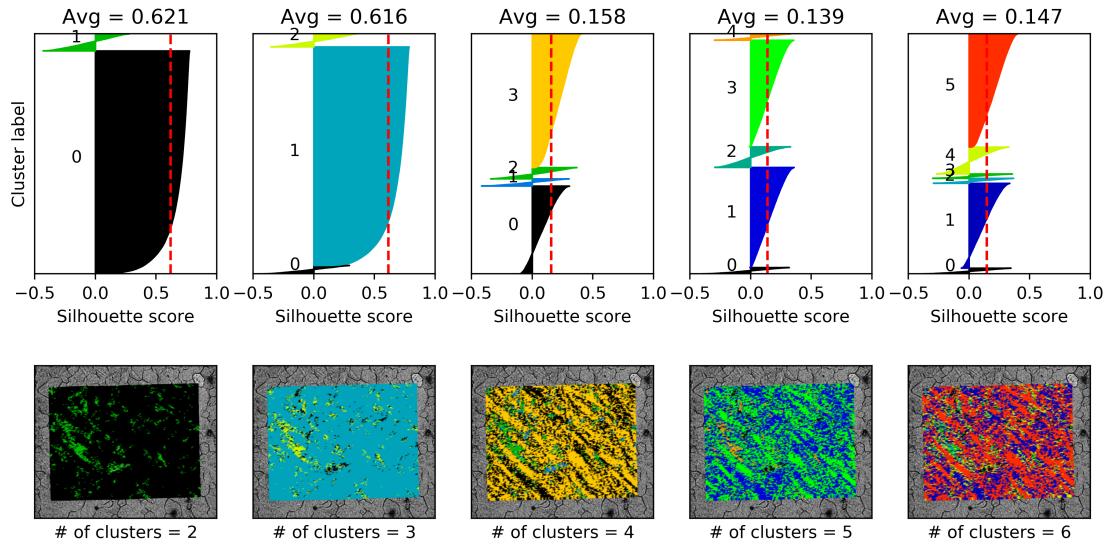 Avg = 0.621
Avg = 0.616
Avg = 0.158
Avg = 0.139
Avg = 0.147
Cluster label
1
0
2
1
0
3
2
1
0
4
3
2
1
0
5
4
3
2
1
0
−0.5 0.0 0.5 1.0
−0.5 0.0 0.5 1.0
−0.5 0.0 0.5 1.0
−0.5 0.0 0.5 1.0
−0.5 0.0 0.5 1.0
Silhouette score
Silhouette score
Silhouette score
Silhouette score
Silhouette score
# of clusters = 2
# of clusters = 3
# of clusters = 4
# of clusters = 5
# of clusters = 6